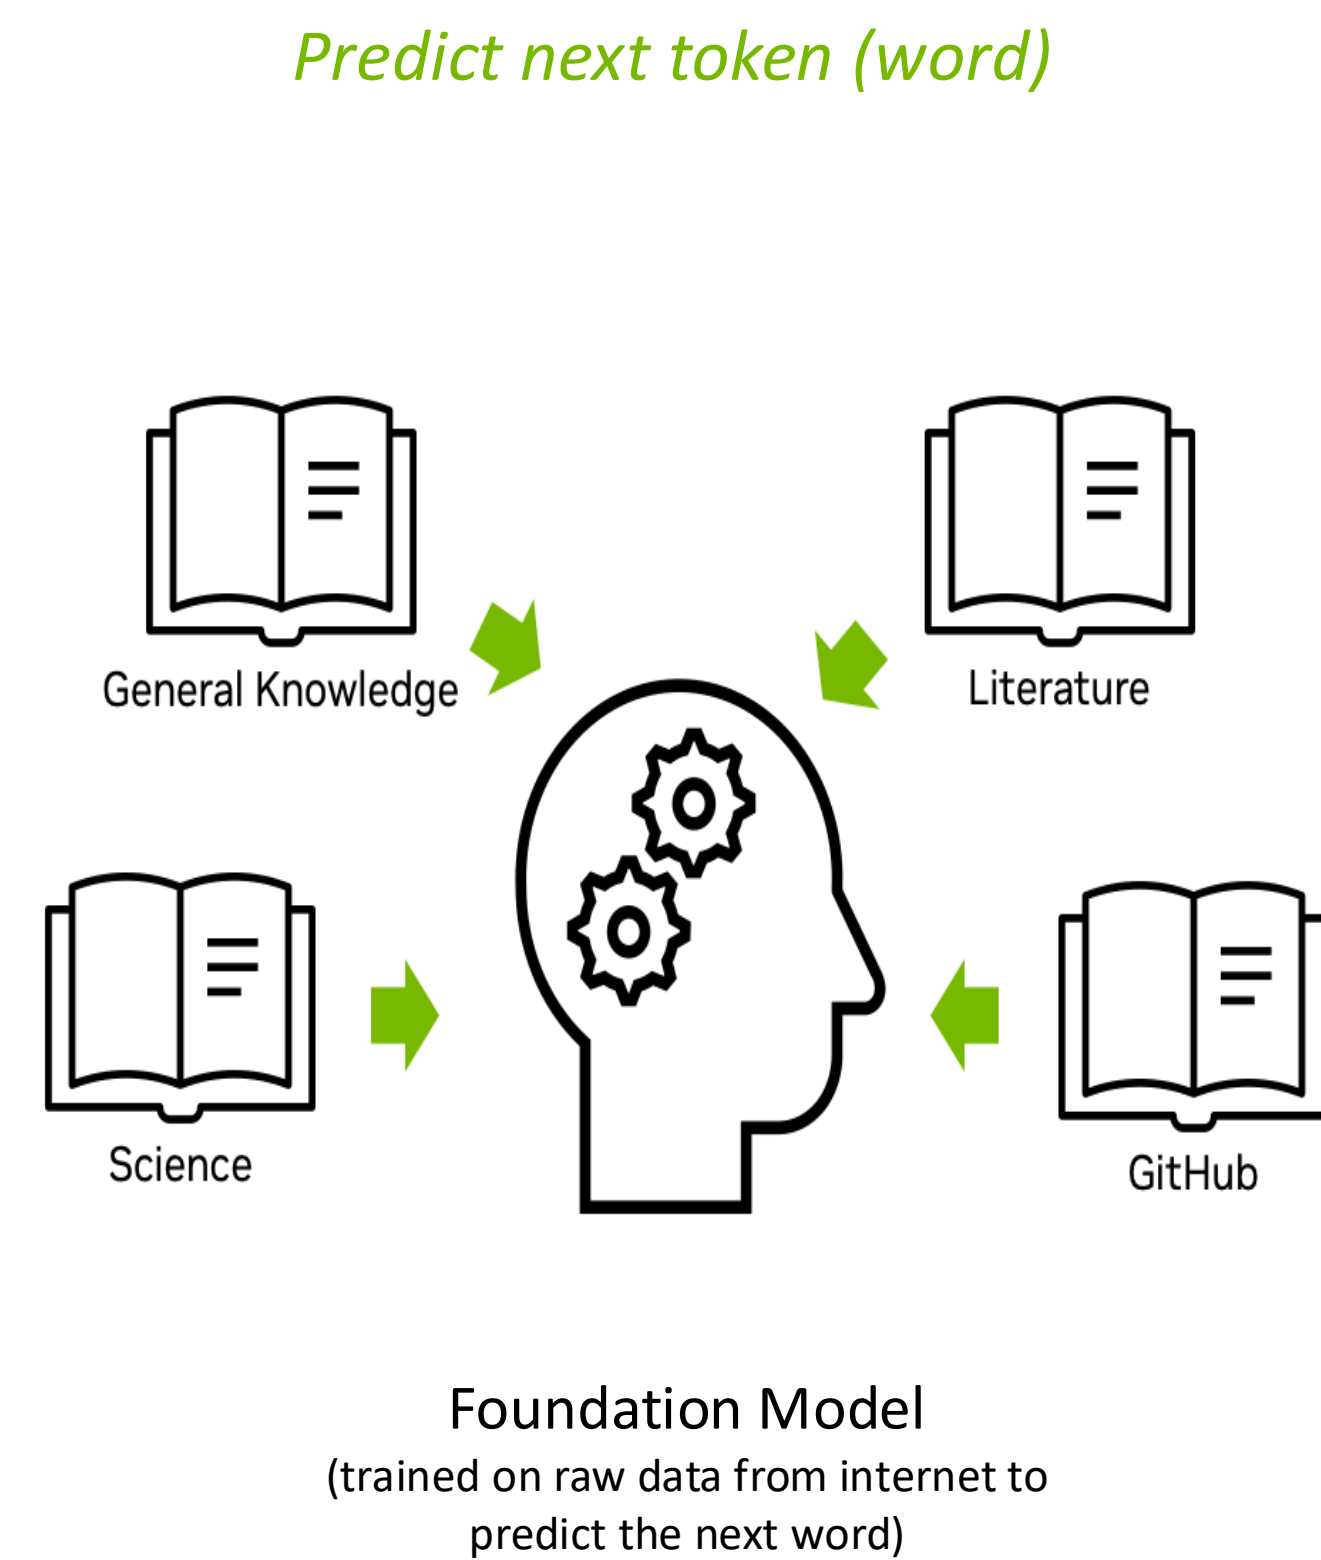 Predict next token (word)
General Knowledge
Literature
Science
GitHub
Foundation Model
(trained on raw data from internet to
predict the next word)